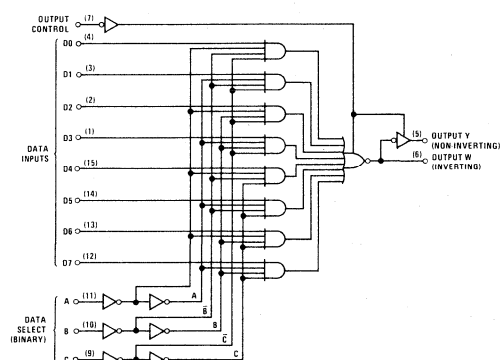 OUTPUT
CONTROL
(7)
D0 (4)
D1 (3)
D2 (2)
D3 (1)
DATA
INPUTS
D4 (15)
D5 (14)
D6 (13)
D7 (12)
(5) OUTPUT Y
(NON-INVERTING)
(6) OUTPUT W
(INVERTING)
DATA
SELECT
(BINARY)
A (11) A
B̅
B (10) B
C̅
C (9) C